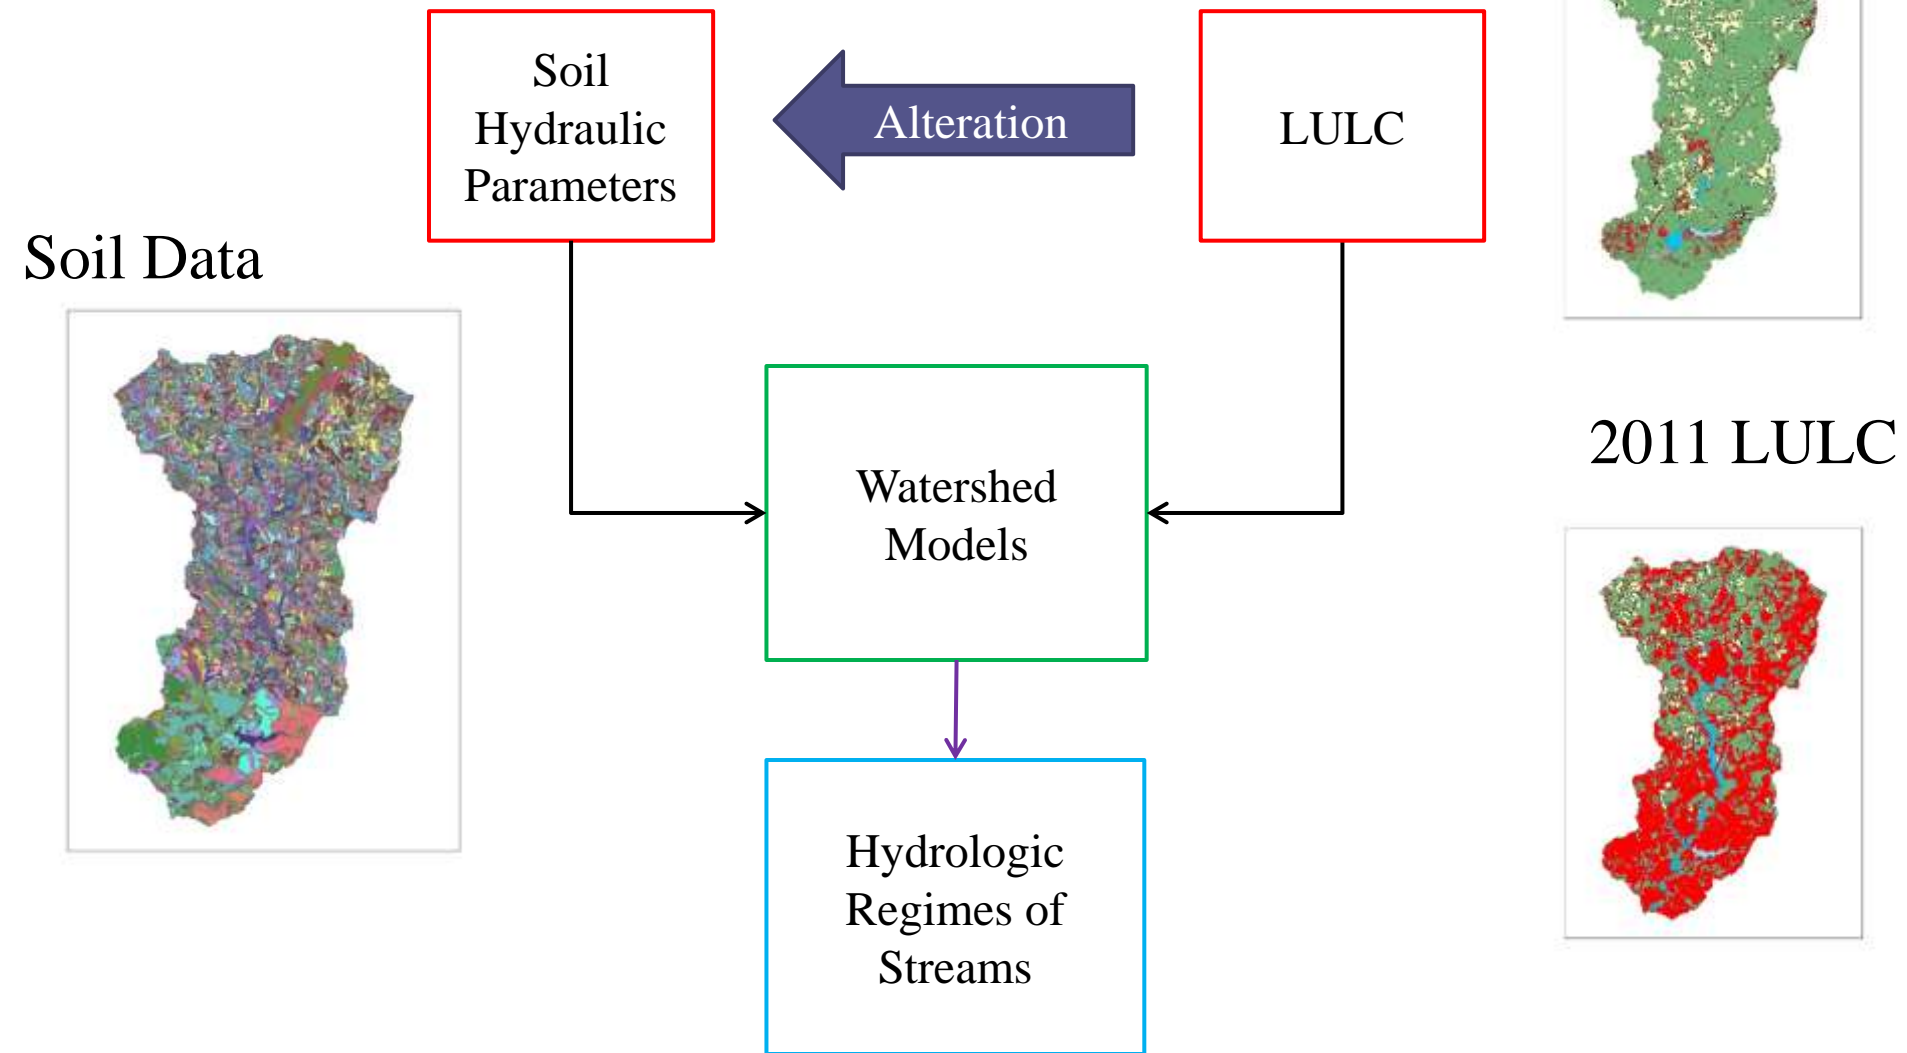 Soil
Hydraulic
Parameters
Alteration
LULC
Soil Data
Watershed
Models
2011 LULC
Hydrologic
Regimes of
Streams